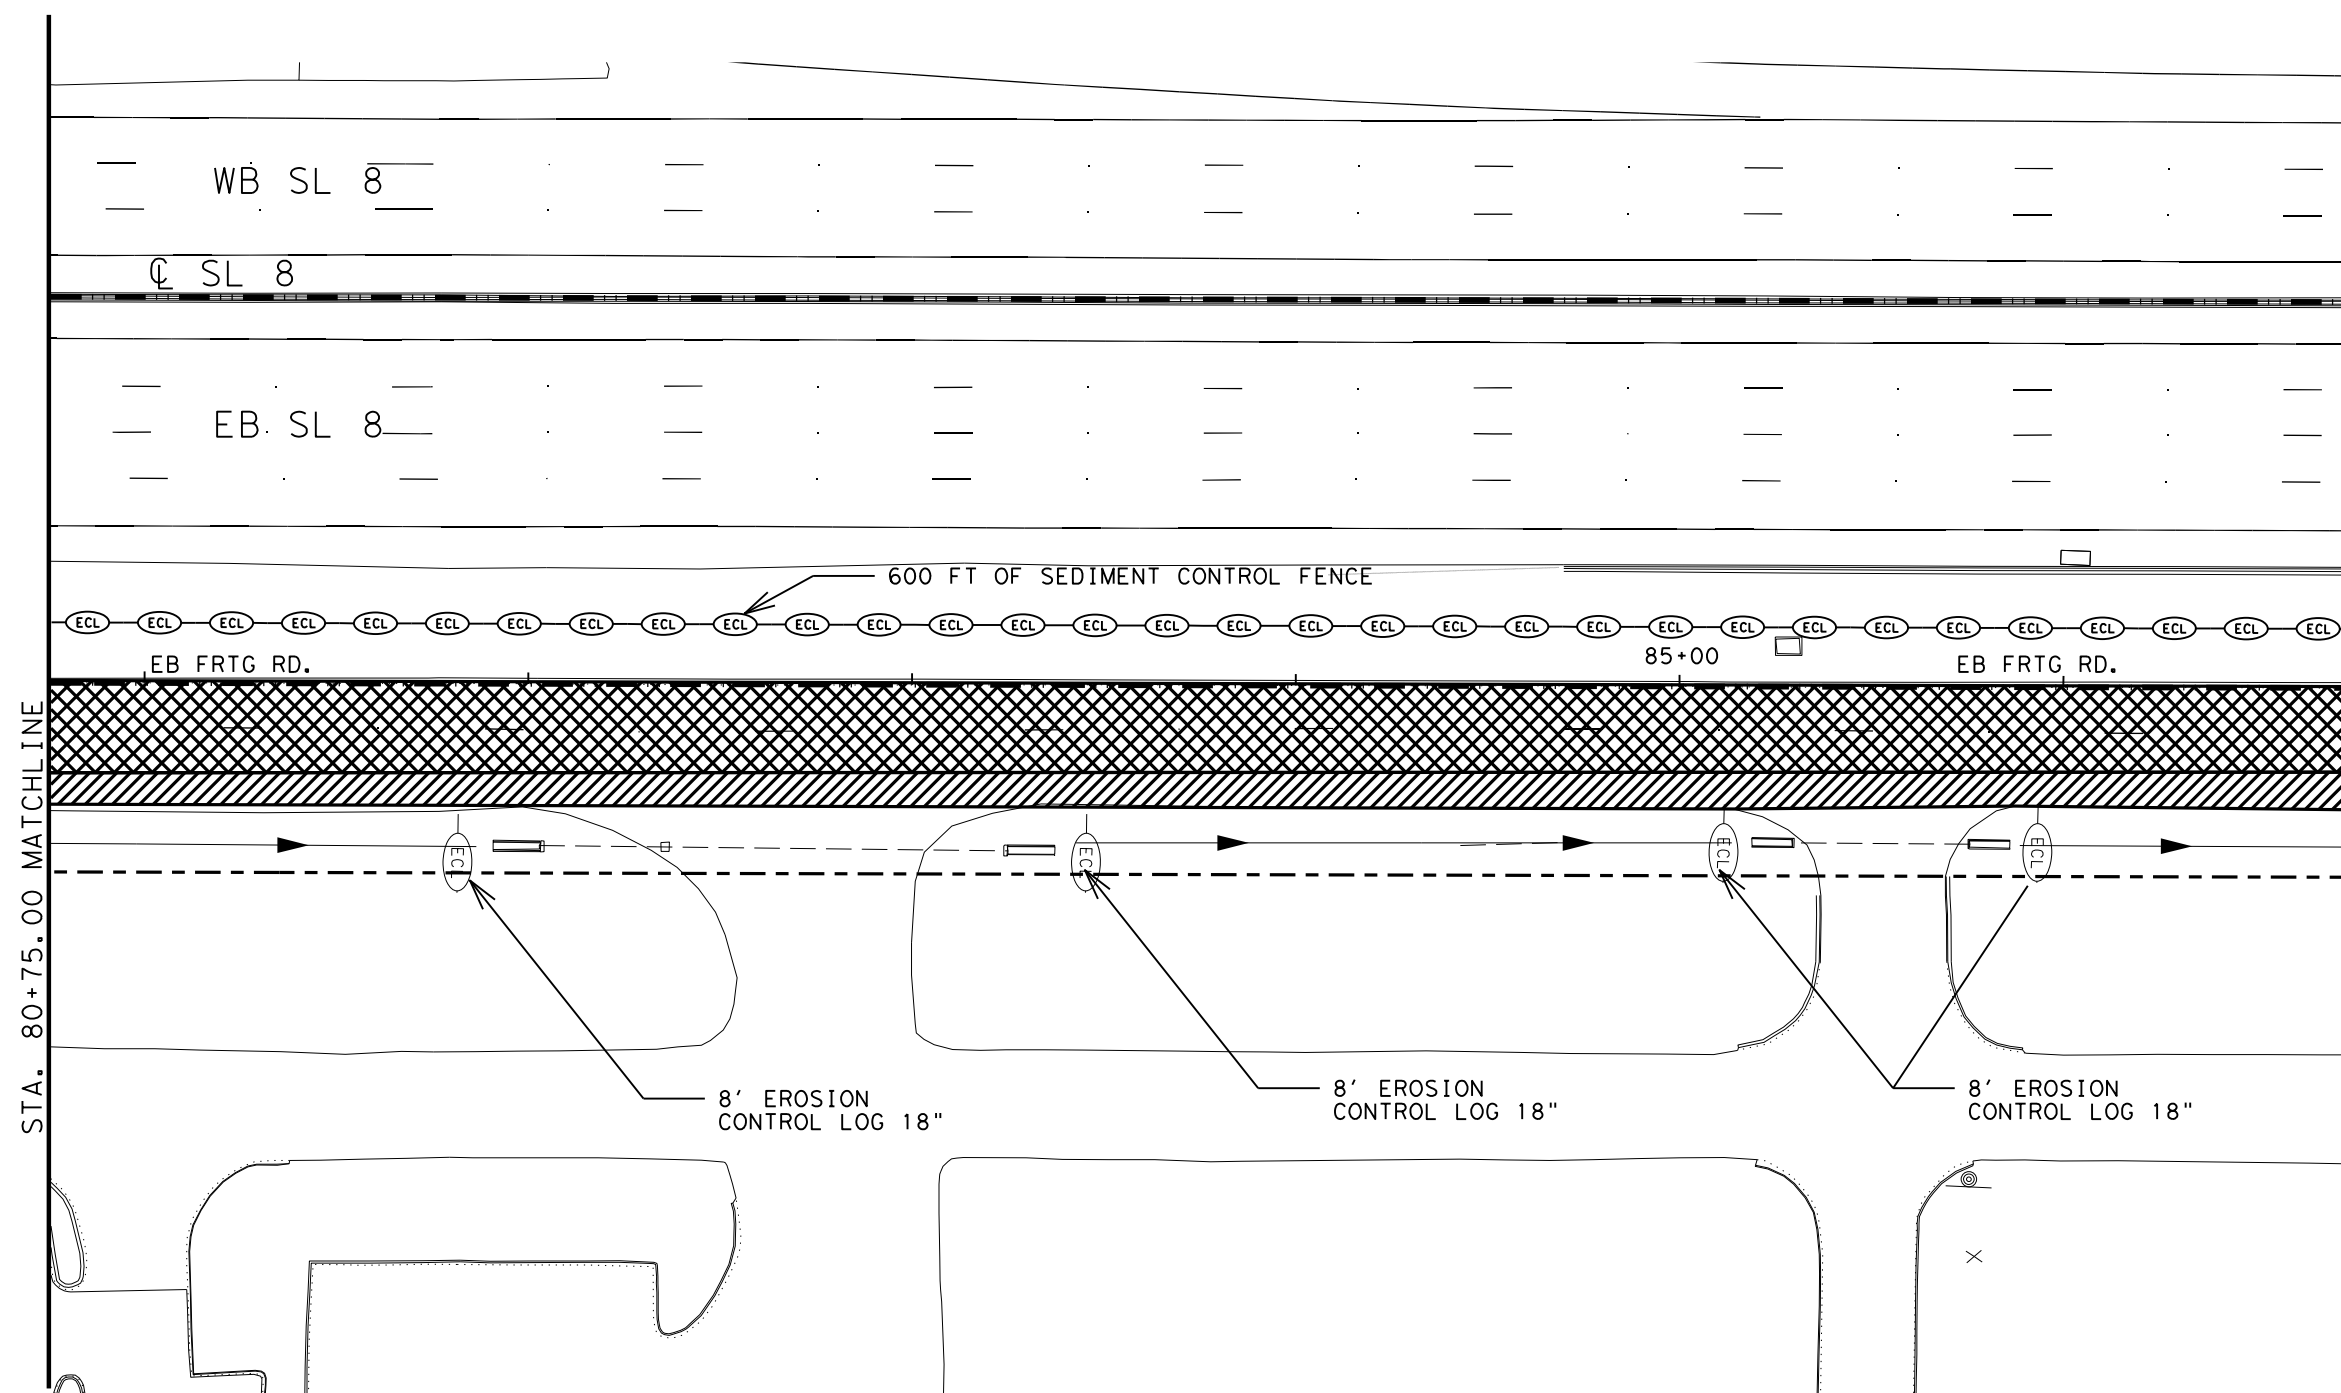 WB SL 8
℄ SL 8
EB SL 8
600 FT OF SEDIMENT CONTROL FENCE
ECL ECL ECL ECL ECL ECL ECL ECL ECL ECL ECL ECL ECL ECL ECL ECL ECL ECL ECL ECL ECL ECL ECL ECL ECL ECL ECL ECL ECL ECL ECL ECL
EB FRTG RD.
85+00
EB FRTG RD.
STA. 80+75.00 MATCHLINE
ECL
ECL
ECL
ECL
8' EROSION
CONTROL LOG 18"
8' EROSION
CONTROL LOG 18"
8' EROSION
CONTROL LOG 18"